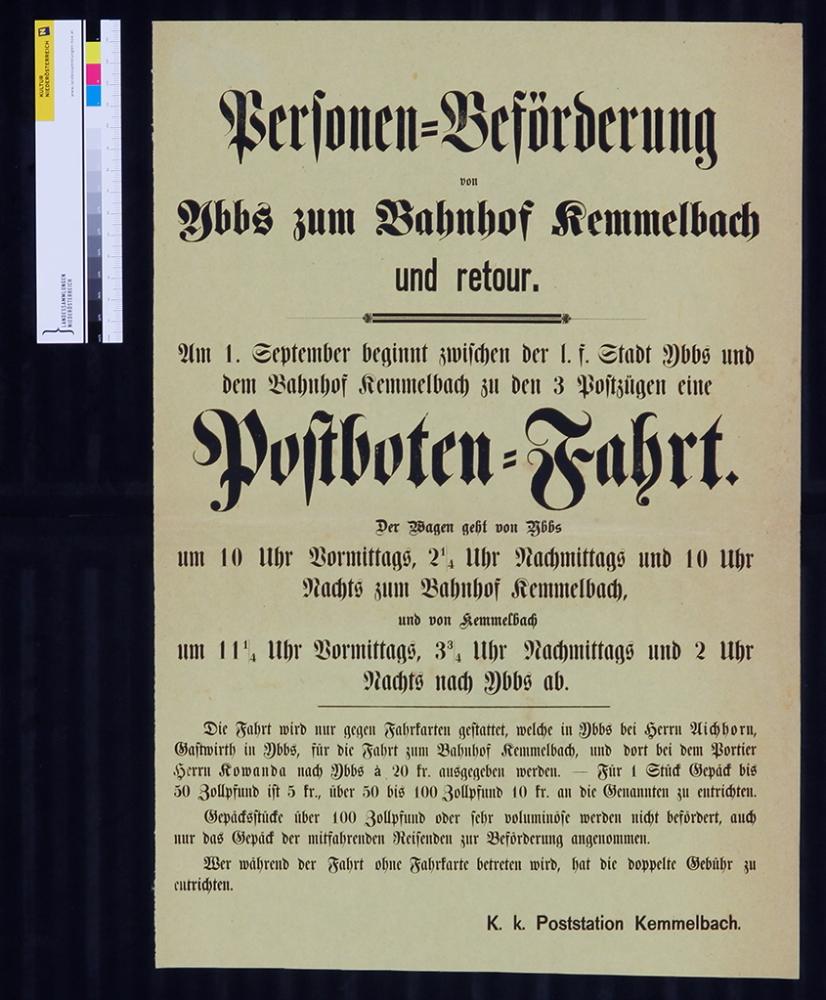 Personen=Beförderung
von
Ybbs zum Bahnhof Kemmelbach
und retour.
Am 1. September beginnt zwischen der l. f. Stadt Ybbs und
dem Bahnhof Kemmelbach zu den 3 Postzügen eine
Postboten=Fahrt.
Der Wagen geht von Ybbs
um 10 Uhr Vormittags, 2¼ Uhr Nachmittags und 10 Uhr
Nachts zum Bahnhof Kemmelbach,
und von Kemmelbach
um 11¼ Uhr Vormittags, 3¾ Uhr Nachmittags und 2 Uhr
Nachts nach Ybbs ab.
Die Fahrt wird nur gegen Fahrkarten gestattet, welche in Ybbs bei Herrn Aichhorn,
Gastwirth in Ybbs, für die Fahrt zum Bahnhof Kemmelbach, und dort bei dem Portier
Herrn Kowanda nach Ybbs à 20 kr. ausgegeben werden. — Für 1 Stück Gepäck bis
50 Zollpfund ist 5 kr., über 50 bis 100 Zollpfund 10 kr. an die Genannten zu entrichten.
Gepäcksstücke über 100 Zollpfund oder sehr voluminöse werden nicht befördert, auch
nur das Gepäck der mitfahrenden Reisenden zur Beförderung angenommen.
Wer während der Fahrt ohne Fahrkarte betreten wird, hat die doppelte Gebühr zu
entrichten.
K. k. Poststation Kemmelbach.
KULTUR
NIEDERÖSTERREICH
LANDESSAMMLUNGEN
NIEDERÖSTERREICH